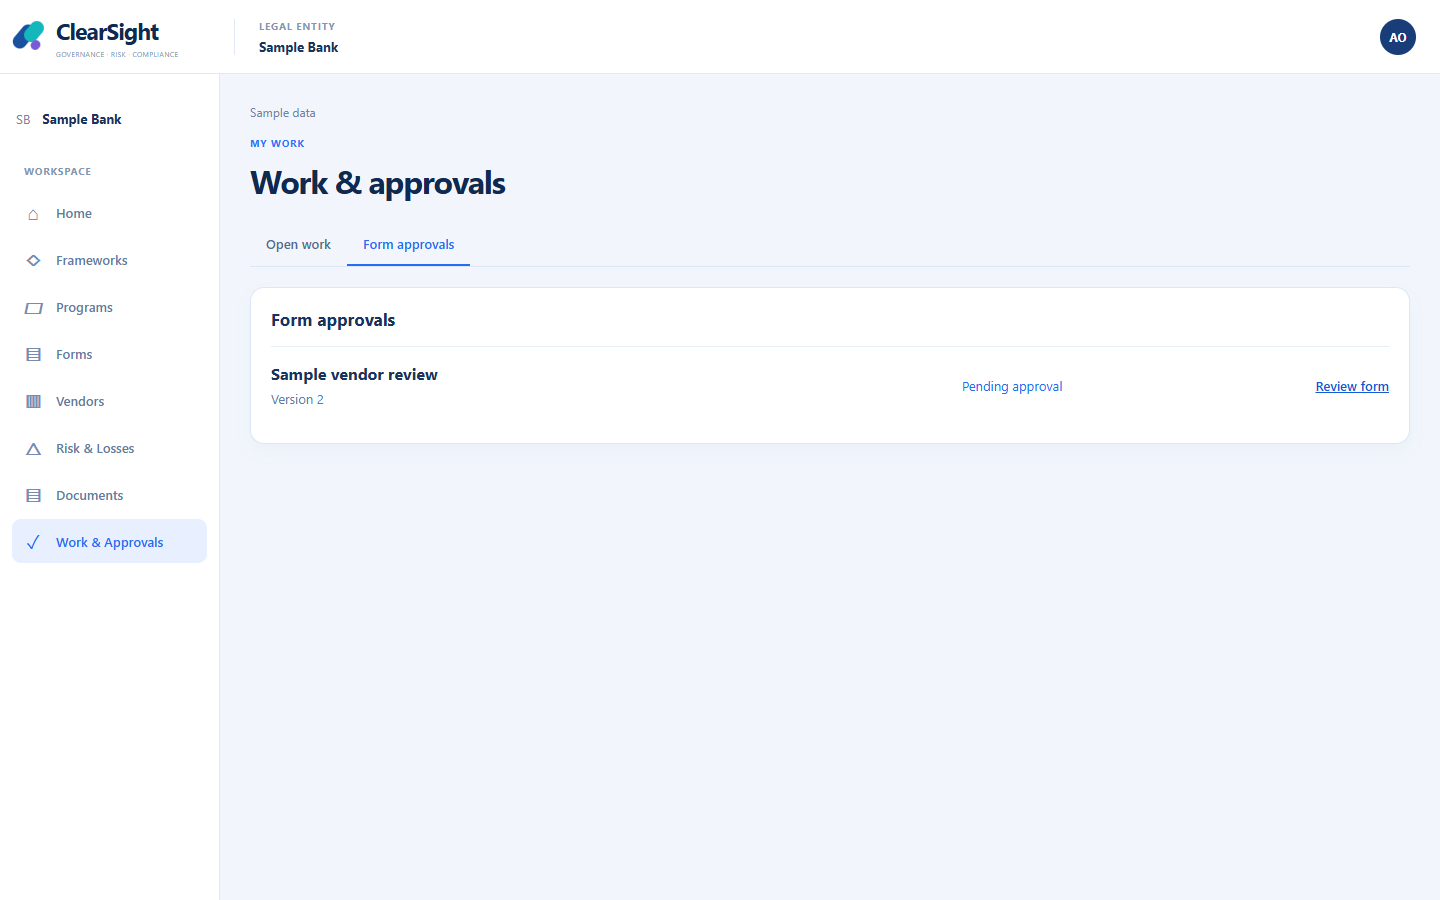 ClearSight
GOVERNANCE · RISK · COMPLIANCE
LEGAL ENTITY
Sample Bank
AO
SB Sample Bank
WORKSPACE
Home
Frameworks
Programs
Forms
Vendors
Risk & Losses
Documents
Work & Approvals
Sample data
MY WORK
Work & approvals
Open work
Form approvals
Form approvals
Sample vendor review
Version 2
Pending approval
Review form